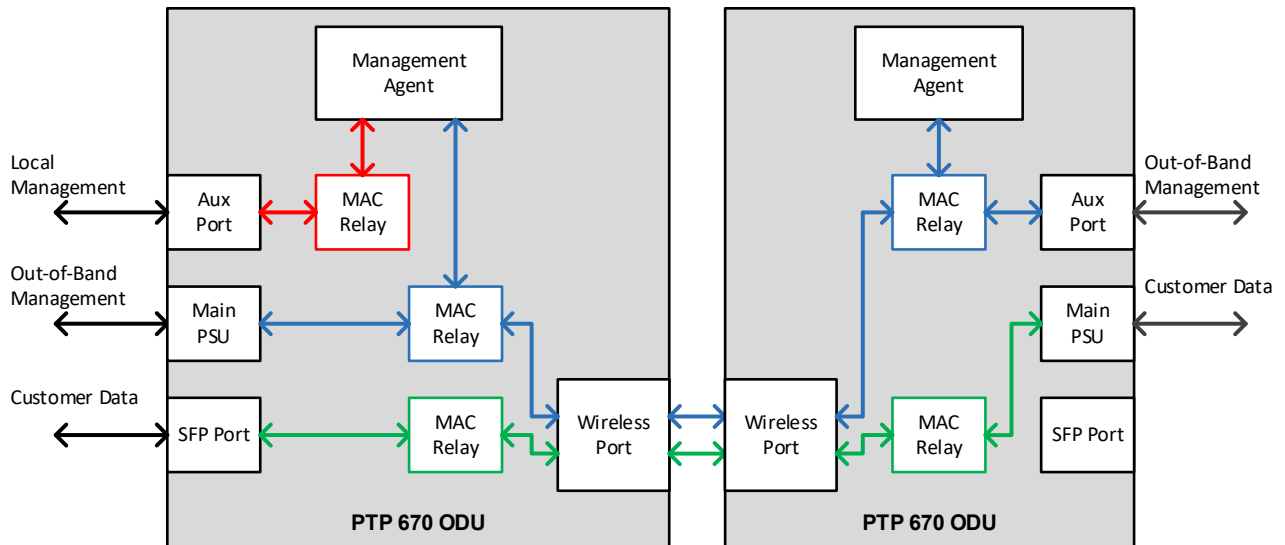 Management
Agent
Management
Agent
Local
Management
Aux
Port
MAC
Relay
MAC
Relay
Aux
Port
Out-of-Band
Management
Out-of-Band
Management
Main
PSU
MAC
Relay
Main
PSU
Customer Data
Customer Data
SFP Port
MAC
Relay
Wireless
Port
Wireless
Port
MAC
Relay
SFP Port
PTP 670 ODU
PTP 670 ODU